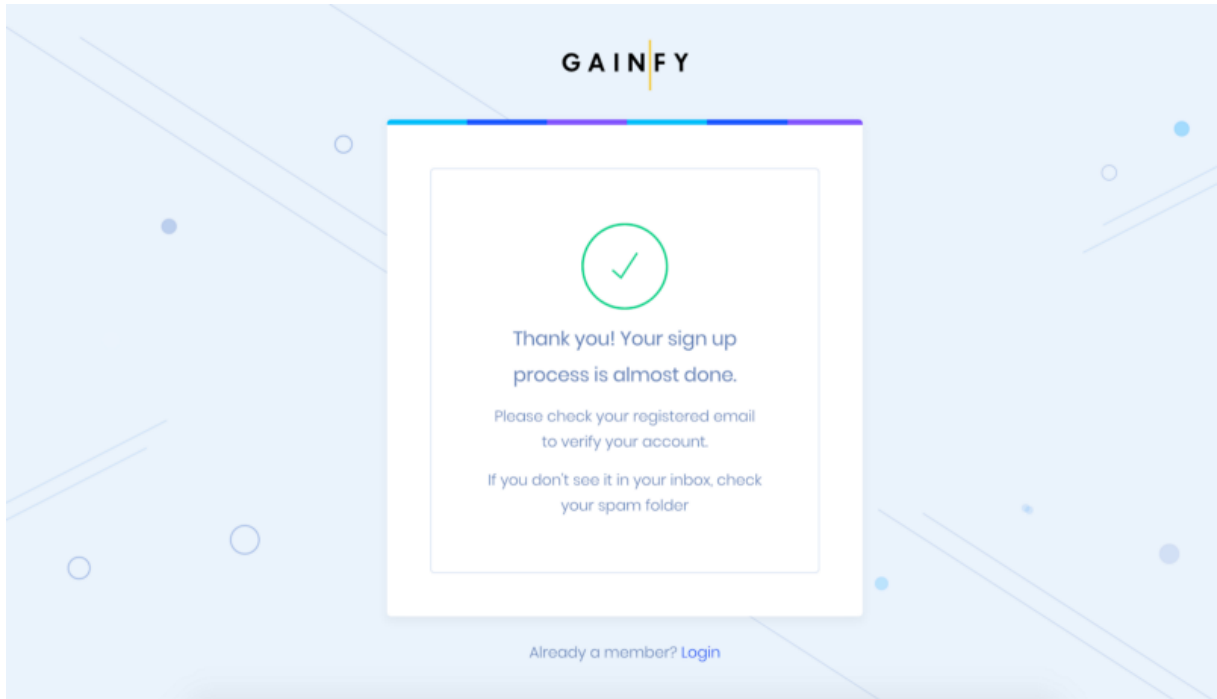 GAINFY
Thank you! Your sign up
process is almost done.
Please check your registered email
to verify your account.
If you don't see it in your inbox, check
your spam folder
Already a member? Login